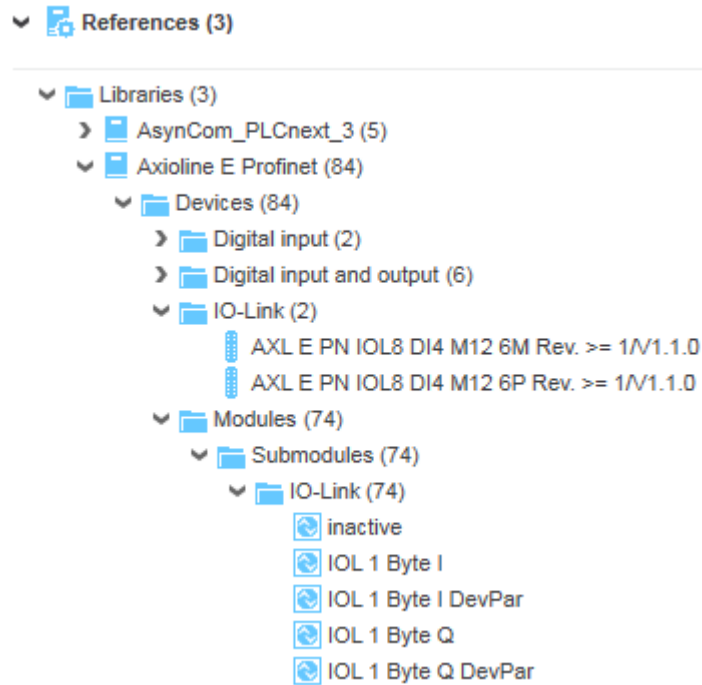 References (3)
Libraries (3)
AsynCom_PLCnext_3 (5)
Axioline E Profinet (84)
Devices (84)
Digital input (2)
Digital input and output (6)
IO-Link (2)
AXL E PN IOL8 DI4 M12 6M Rev. >= 1/V1.1.0
AXL E PN IOL8 DI4 M12 6P Rev. >= 1/V1.1.0
Modules (74)
Submodules (74)
IO-Link (74)
inactive
IOL 1 Byte I
IOL 1 Byte I DevPar
IOL 1 Byte Q
IOL 1 Byte Q DevPar